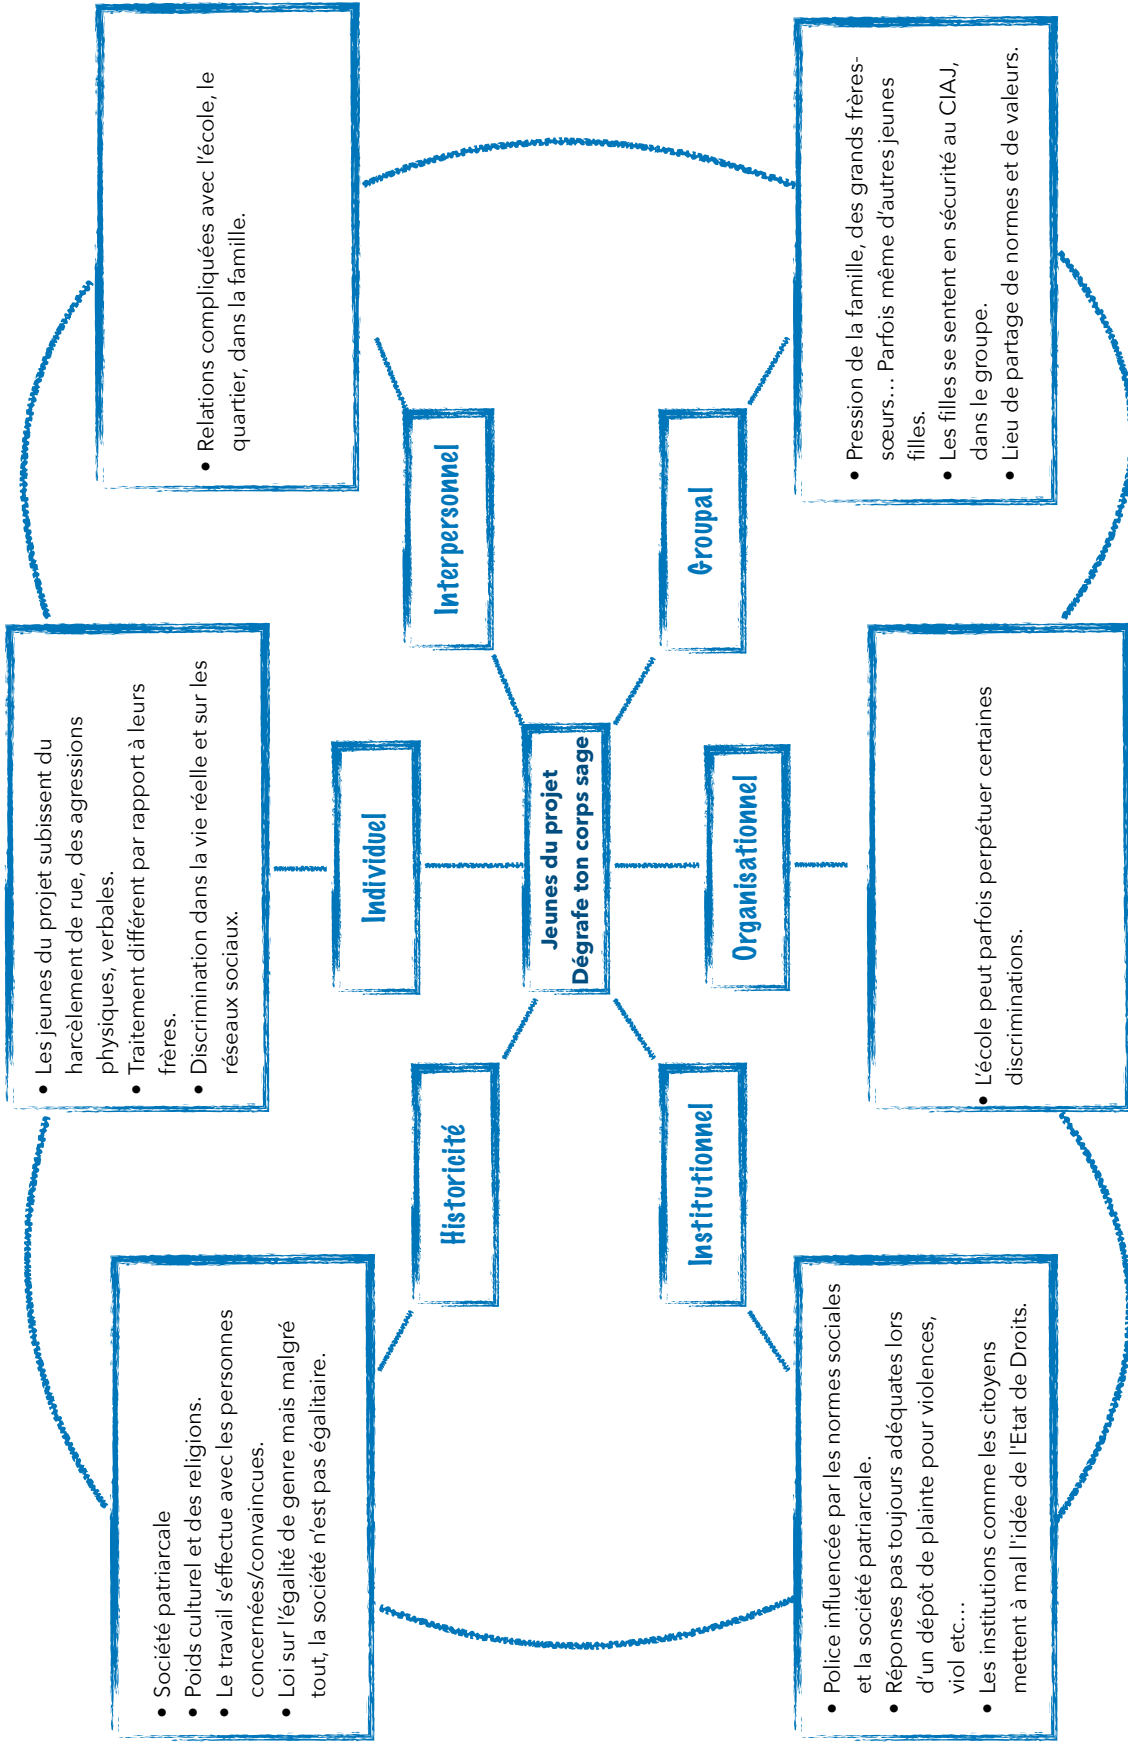 • Les jeunes du projet subissent du
harcèlement de rue, des agressions
physiques, verbales.
• Traitement différent par rapport à leurs
frères.
• Discrimination dans la vie réelle et sur les
réseaux sociaux.
• Société patriarcale
• Poids culturel et des religions.
• Le travail s'effectue avec les personnes
concernées/convaincues.
• Loi sur l'égalité de genre mais malgré
tout, la société n'est pas égalitaire.
• Relations compliquées avec l'école, le
quartier, dans la famille.
Individuel
Historicité
Interpersonnel
Jeunes du projet
Dégrafe ton corps sage
Institutionnel
Groupal
Organisationnel
• Police influencée par les normes sociales
et la société patriarcale.
• Réponses pas toujours adéquates lors
d'un dépôt de plainte pour violences,
viol etc...
• Les institutions comme les citoyens
mettent à mal l'idée de l'Etat de Droits.
• Pression de la famille, des grands frères-
sœurs... Parfois même d'autres jeunes
filles.
• Les filles se sentent en sécurité au CIAJ,
dans le groupe.
• Lieu de partage de normes et de valeurs.
• L'école peut parfois perpétuer certaines
discriminations.